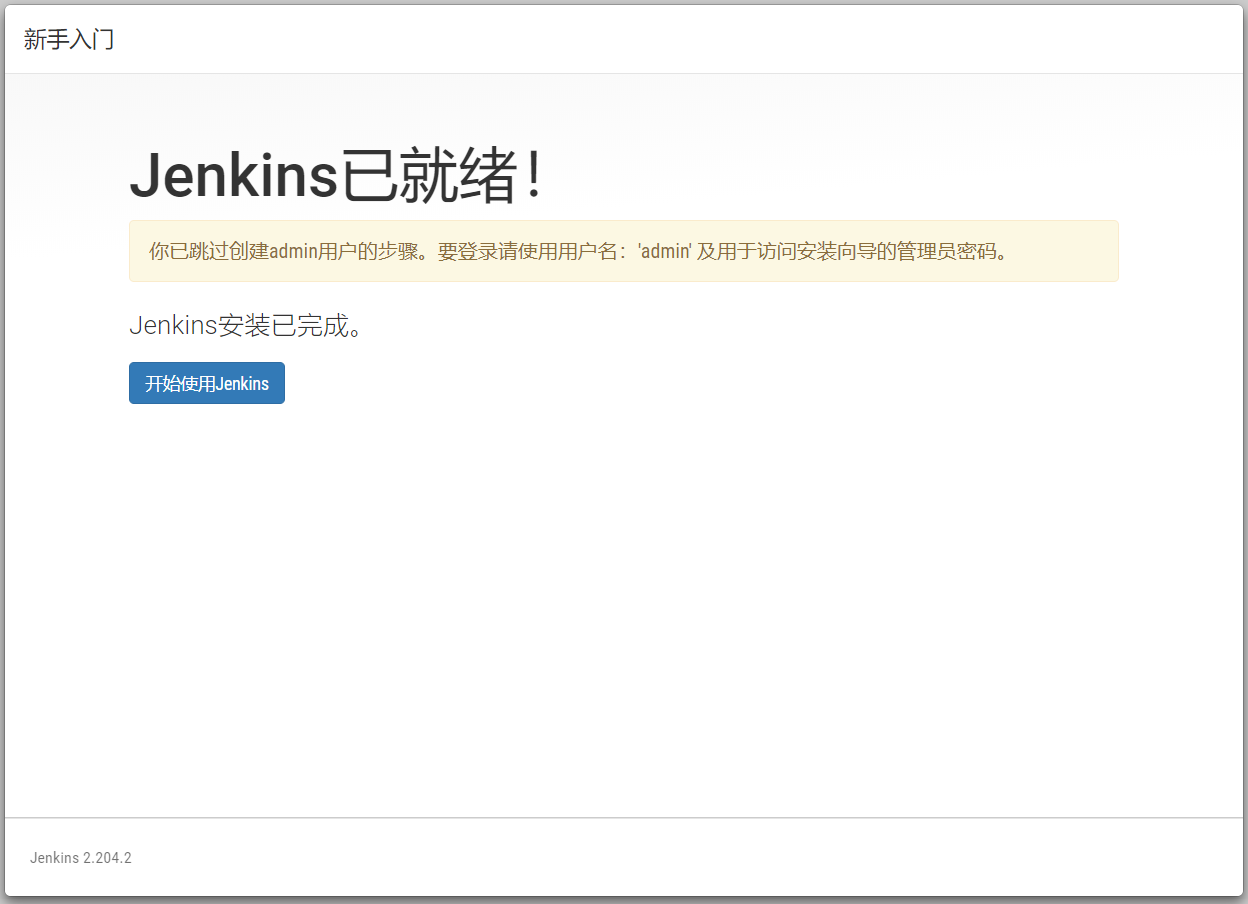 新手入门
Jenkins已就绪！
你已跳过创建admin用户的步骤。要登录请使用用户名：'admin' 及用于访问安装向导的管理员密码。
Jenkins安装已完成。
开始使用Jenkins
Jenkins 2.204.2